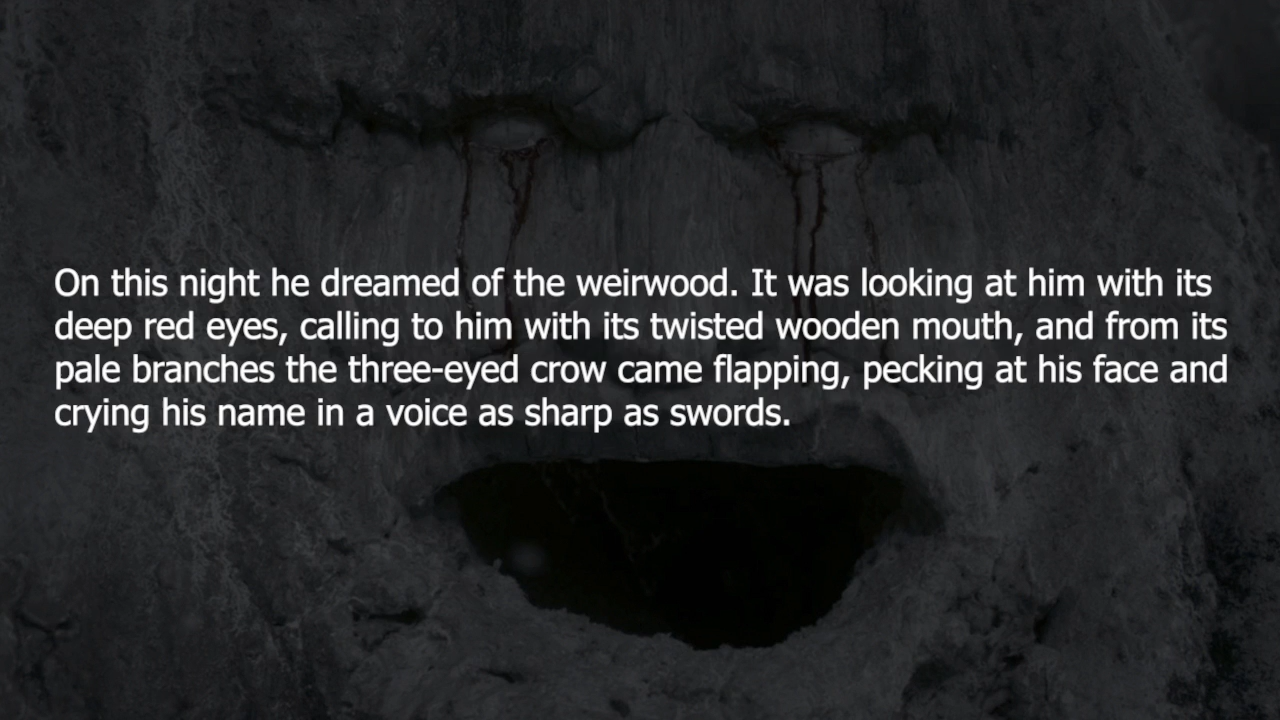 On this night he dreamed of the weirwood. It was looking at him with its
deep red eyes, calling to him with its twisted wooden mouth, and from its
pale branches the three-eyed crow came flapping, pecking at his face and
crying his name in a voice as sharp as swords.